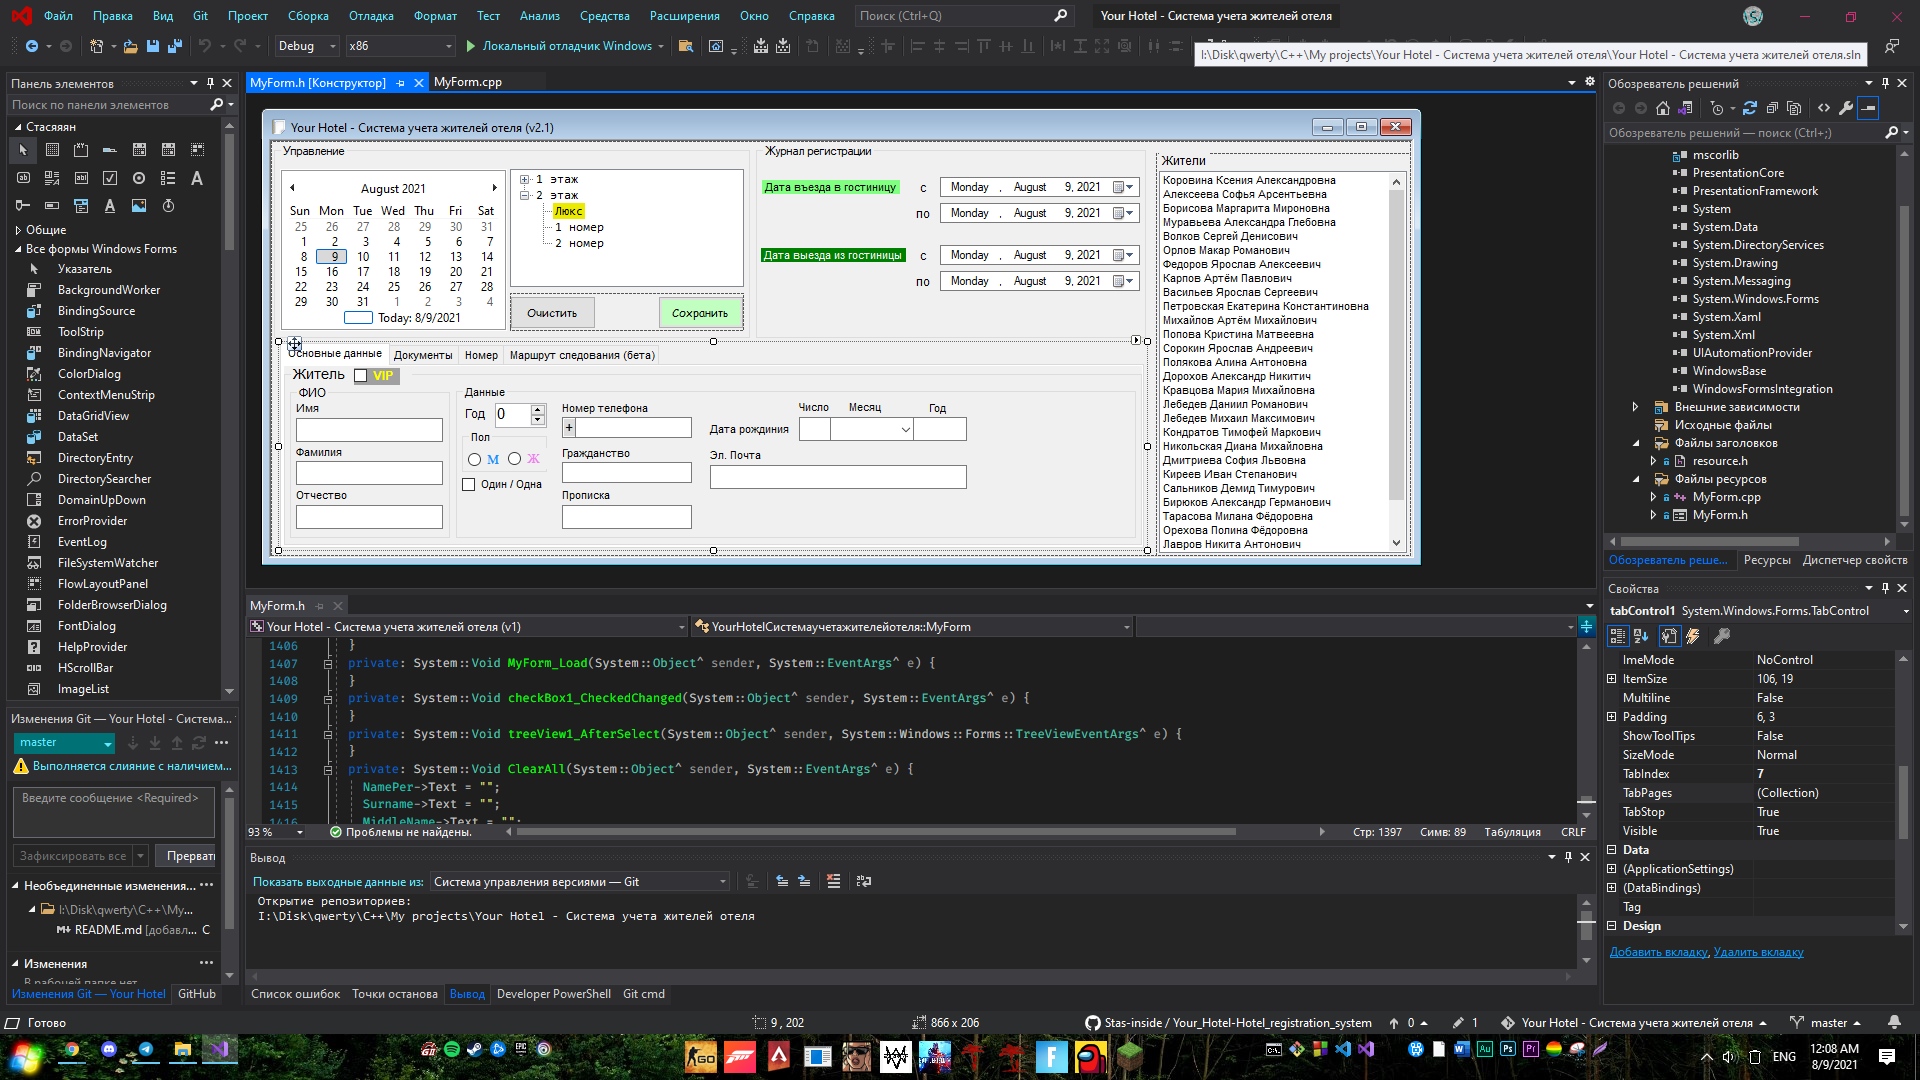 Файл Правка Вид Git Проект Сборка Отладка Формат Тест Анализ Средства Расширения Окно Справка Поиск (Ctrl+Q) Your Hotel - Система учета жителей отеля
Debug x86 Локальный отладчик Windows
I:\Disk\qwerty\C++\My projects\Your Hotel - Система учета жителей отеля\Your Hotel - Система учета жителей отеля.sln
Панель элементов
Поиск по панели элементов
Стасяян
Общие
Все формы Windows Forms
Указатель
BackgroundWorker
BindingSource
ToolStrip
BindingNavigator
ColorDialog
ContextMenuStrip
DataGridView
DataSet
DirectoryEntry
DirectorySearcher
DomainUpDown
ErrorProvider
EventLog
FileSystemWatcher
FlowLayoutPanel
FolderBrowserDialog
FontDialog
HelpProvider
HScrollBar
ImageList
Изменения Git — Your Hotel - Система...
master
Выполняется слияние с наличием...
Введите сообщение <Required>
Зафиксировать все Прерват
Необъединенные изменения...
I:\Disk\qwerty\C++\My...
README.md [добавл... C
Изменения
В рабочей папке нет
Изменения Git — Your Hotel GitHub
MyForm.h [Конструктор] MyForm.cpp
Your Hotel - Система учета жителей отеля (v2.1)
Управление
August 2021
Sun Mon Tue Wed Thu Fri Sat
25 26 27 28 29 30 31
1 2 3 4 5 6 7
8 9 10 11 12 13 14
15 16 17 18 19 20 21
22 23 24 25 26 27 28
29 30 31 1 2 3 4
Today: 8/9/2021
1 этаж
2 этаж
Люкс
1 номер
2 номер
Очистить Сохранить
Журнал регистрации
Дата въезда в гостиницу с Monday , August 9, 2021
по Monday , August 9, 2021
Дата выезда из гостиницы с Monday , August 9, 2021
по Monday , August 9, 2021
Основные данные Документы Номер Маршрут следования (бета)
Житель VIP
ФИО
Имя
Фамилия
Отчество
Данные
Год 0
Пол
М Ж
Один / Одна
Номер телефона
+
Гражданство
Прописка
Число Месяц Год
Дата рождиния
Эл. Почта
Жители
Коровина Ксения Александровна
Алексеева Софья Арсентьевна
Борисова Маргарита Мироновна
Муравьева Дарья Глебовна
Волков Сергей Денисович
Орлов Макар Романович
Федоров Ярослав Алексеевич
Карпов Артём Павлович
Васильев Ярослав Сергеевич
Петровская Екатерина Константиновна
Михайлов Артём Михайлович
Попова Кристина Матвеевна
Сорокин Ярослав Андреевич
Полякова Алина Антоновна
Дорохов Александр Никитич
Кравцова Мария Михайловна
Лебедев Даниил Романович
Лебедев Михаил Максимович
Кондратов Тимофей Маркович
Никольская Диана Михайловна
Дмитриева София Львовна
Киреев Иван Степанович
Сальников Демид Тимурович
Бирюков Александр Германович
Тарасова Милана Фёдоровна
Орехова Полина Фёдоровна
Лавров Никита Антонович
MyForm.h
Your Hotel - Система учета жителей отеля (v1) YourHotelСистемаучетажителейотеля::MyForm
1406 }
1407 private: System::Void MyForm_Load(System::Object^ sender, System::EventArgs^ e) {
1408 }
1409 private: System::Void checkBox1_CheckedChanged(System::Object^ sender, System::EventArgs^ e) {
1410 }
1411 private: System::Void treeView1_AfterSelect(System::Object^ sender, System::Windows::Forms::TreeViewEventArgs^ e) {
1412 }
1413 private: System::Void ClearAll(System::Object^ sender, System::EventArgs^ e) {
1414 NamePer->Text = "";
1415 Surname->Text = "";
1416 MiddleName->Text = "";
93 % Проблемы не найдены. Стр: 1397 Симв: 89 Табуляция CRLF
Вывод
Показать выходные данные из: Система управления версиями — Git
Открытие репозиториев:
I:\Disk\qwerty\C++\My projects\Your Hotel - Система учета жителей отеля
Список ошибок Точки останова Вывод Developer PowerShell Git cmd
Обозреватель решений
Обозреватель решений — поиск (Ctrl+;)
mscorlib
PresentationCore
PresentationFramework
System
System.Data
System.DirectoryServices
System.Drawing
System.Messaging
System.Windows.Forms
System.Xaml
System.Xml
UIAutomationProvider
WindowsBase
WindowsFormsIntegration
Внешние зависимости
Исходные файлы
Файлы заголовков
resource.h
Файлы ресурсов
MyForm.cpp
MyForm.h
Обозреватель реше... Ресурсы Диспетчер свойств
Свойства
tabControl1 System.Windows.Forms.TabControl
ImeMode NoControl
ItemSize 106, 19
Multiline False
Padding 6, 3
ShowToolTips False
SizeMode Normal
TabIndex 7
TabPages (Collection)
TabStop True
Visible True
Data
(ApplicationSettings)
(DataBindings)
Tag
Design
Добавить вкладку, Удалить вкладку
Готово 9 , 202 866 x 206 Stas-inside / Your_Hotel-Hotel_registration_system 0 1 Your Hotel - Система учета жителей отеля master
ENG 12:08 AM
8/9/2021